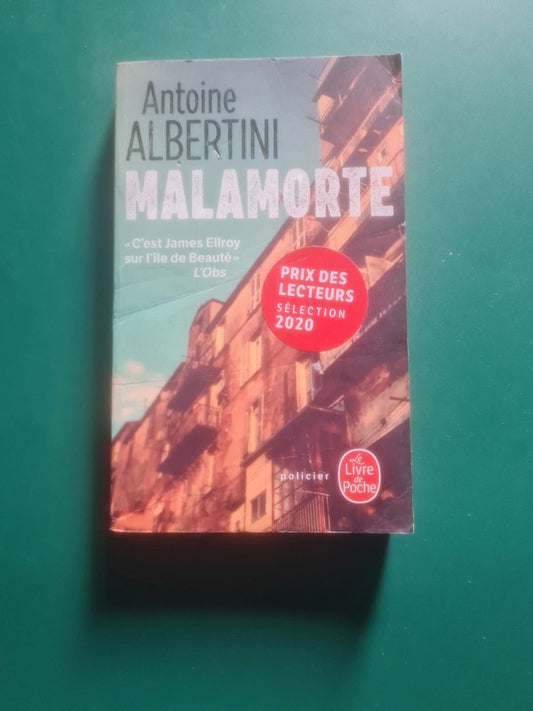 Antoine
ALBERTINI
MALAMORTE
« C'est James Ellroy
sur l'île de Beauté »
L'Obs
PRIX DES
LECTEURS
SÉLECTION
2020
policier
Le
Livre
de
Poche